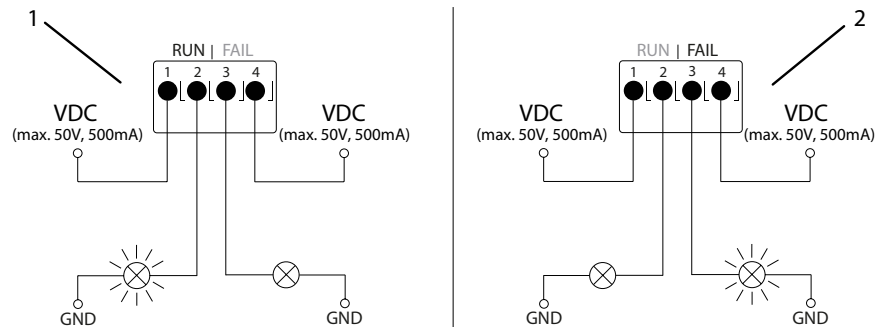 1
RUN | FAIL
1 2 3 4
VDC
(max. 50V, 500mA)
VDC
(max. 50V, 500mA)
GND
GND
2
RUN | FAIL
1 2 3 4
VDC
(max. 50V, 500mA)
VDC
(max. 50V, 500mA)
GND
GND